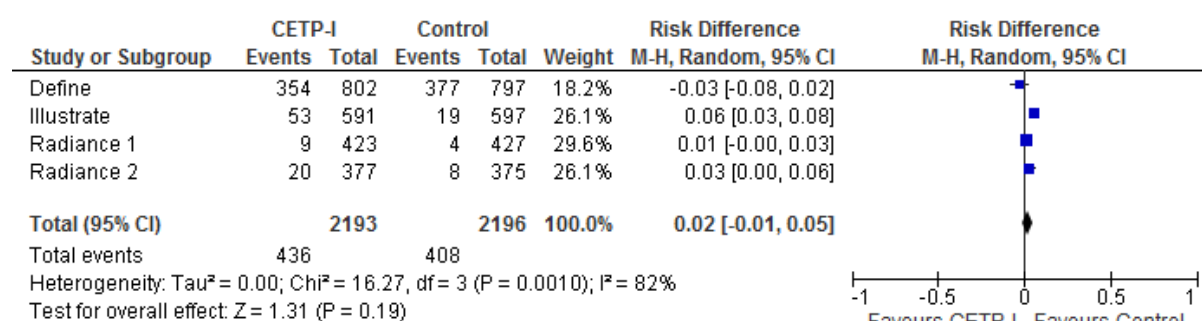 CETP-I Control Risk Difference Risk Difference
Study or Subgroup Events Total Events Total Weight M-H, Random, 95% CI M-H, Random, 95% CI
Define 354 802 377 797 18.2% -0.03 [-0.08, 0.02]
Illustrate 53 591 19 597 26.1% 0.06 [0.03, 0.08]
Radiance 1 9 423 4 427 29.6% 0.01 [-0.00, 0.03]
Radiance 2 20 377 8 375 26.1% 0.03 [0.00, 0.06]
Total (95% CI) 2193 2196 100.0% 0.02 [-0.01, 0.05]
Total events 436 408
Heterogeneity: Tau² = 0.00; Chi² = 16.27, df = 3 (P = 0.0010); I² = 82%
Test for overall effect: Z = 1.31 (P = 0.19)
-1 -0.5 0 0.5 1
Favours CETP-I Favours Control